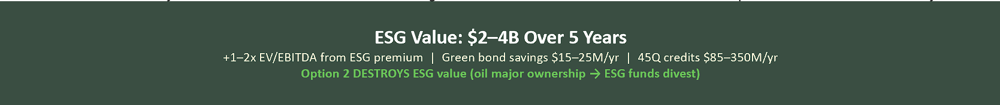 ESG Value: $2–4B Over 5 Years
+1–2x EV/EBITDA from ESG premium | Green bond savings $15–25M/yr | 45Q credits $85–350M/yr
Option 2 DESTROYS ESG value (oil major ownership → ESG funds divest)